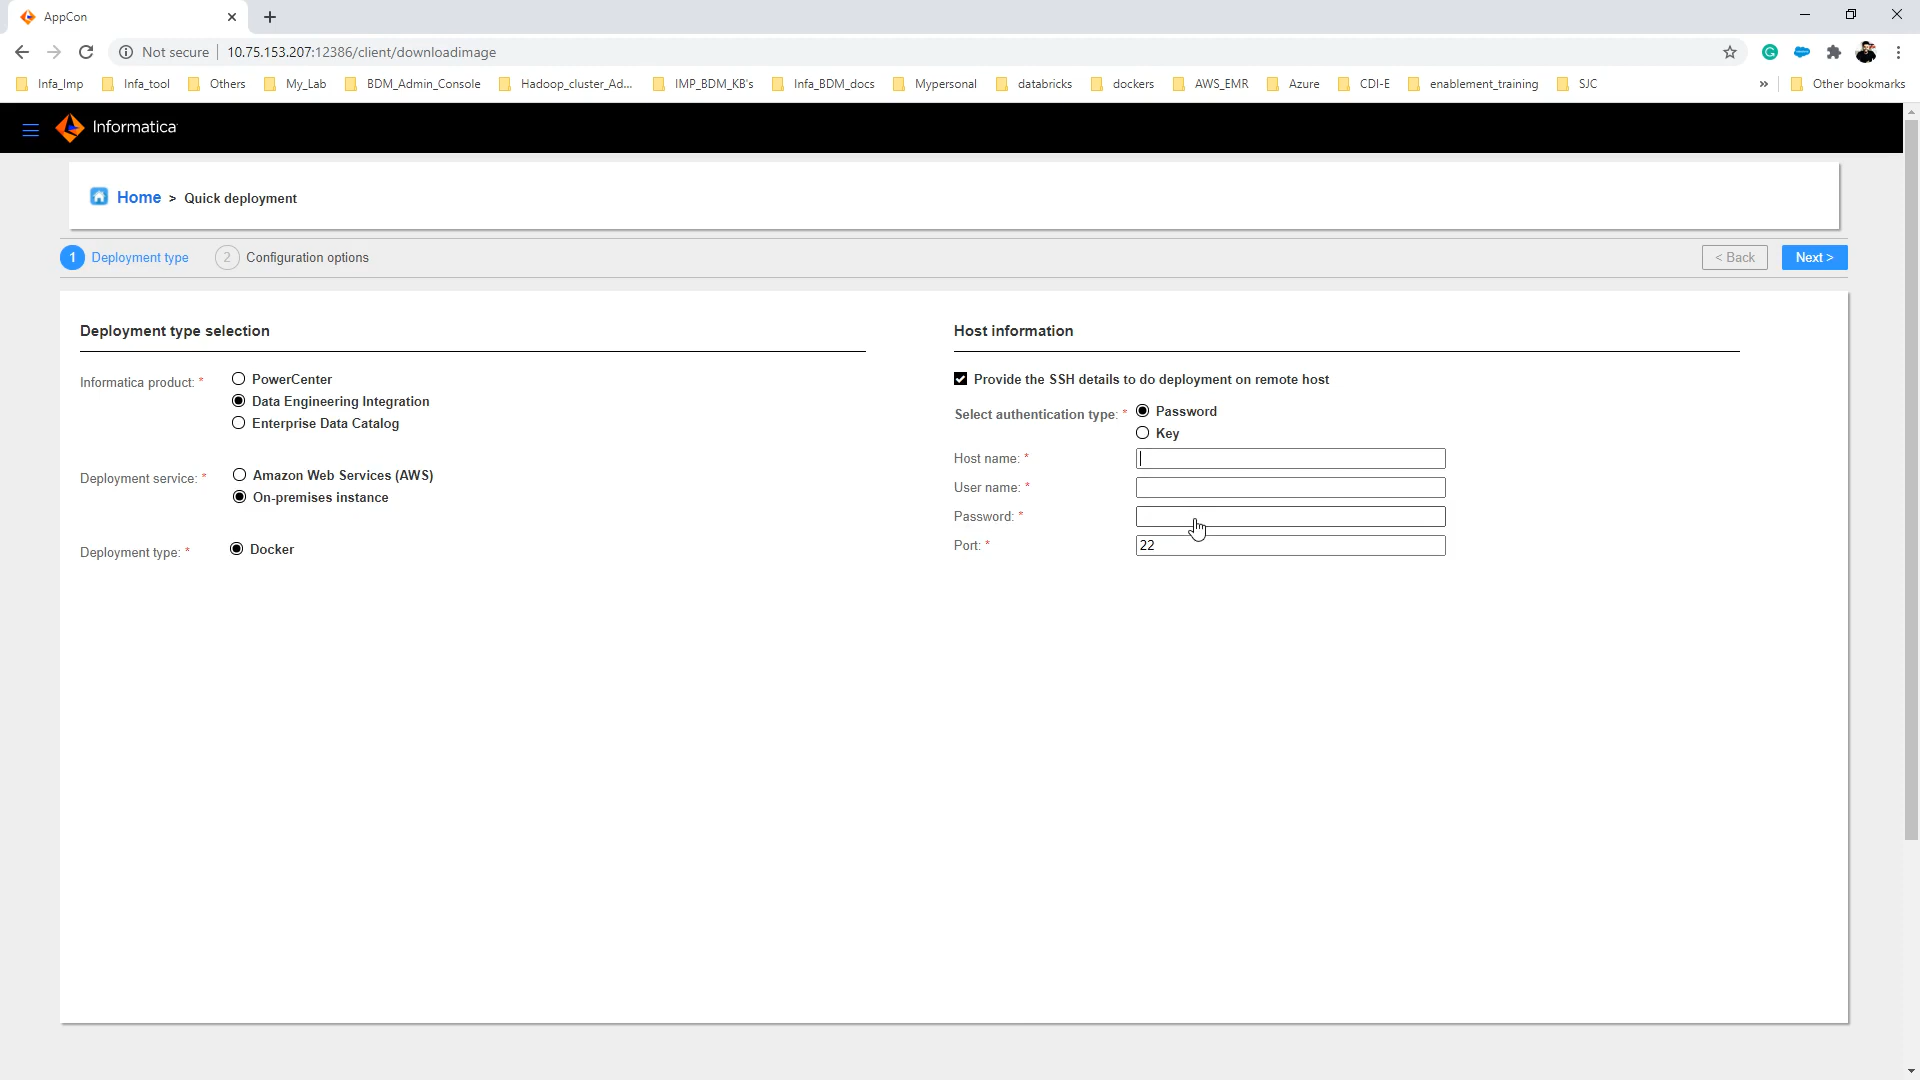 AppCon
Not secure 10.75.153.207:12386/client/downloadimage
Infa_Imp Infa_tool Others My_Lab BDM_Admin_Console Hadoop_cluster_Ad... IMP_BDM_KB's Infa_BDM_docs Mypersonal databricks dockers AWS_EMR Azure CDI-E enablement_training SJC » Other bookmarks
Informatica
Home > Quick deployment
1 Deployment type 2 Configuration options < Back Next >
Deployment type selection
Informatica product: *
PowerCenter
Data Engineering Integration
Enterprise Data Catalog
Deployment service: *
Amazon Web Services (AWS)
On-premises instance
Deployment type: *
Docker
Host information
Provide the SSH details to do deployment on remote host
Select authentication type: *
Password
Key
Host name: *
User name: *
Password: *
Port: * 22